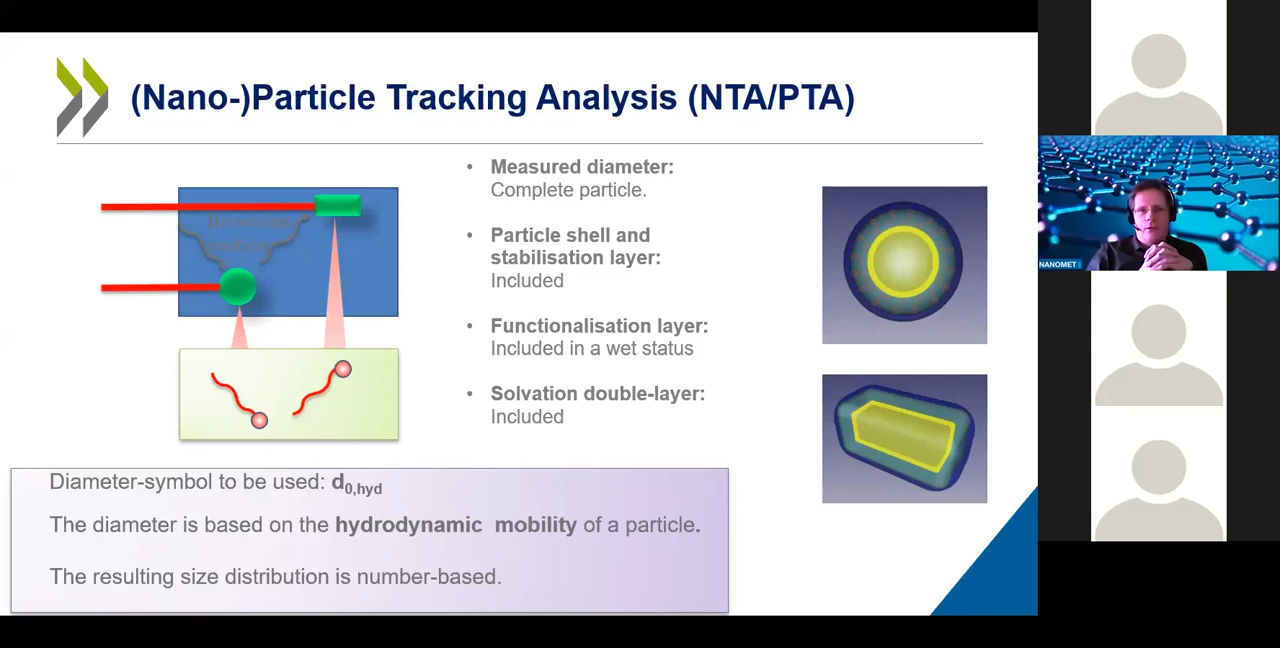 (Nano-)Particle Tracking Analysis (NTA/PTA)
• Measured diameter:
Complete particle.
• Particle shell and
stabilisation layer:
Included
• Functionalisation layer:
Included in a wet status
• Solvation double-layer:
Included
Diameter-symbol to be used: d0,hyd
The diameter is based on the hydrodynamic mobility of a particle.
The resulting size distribution is number-based.
NANOMET